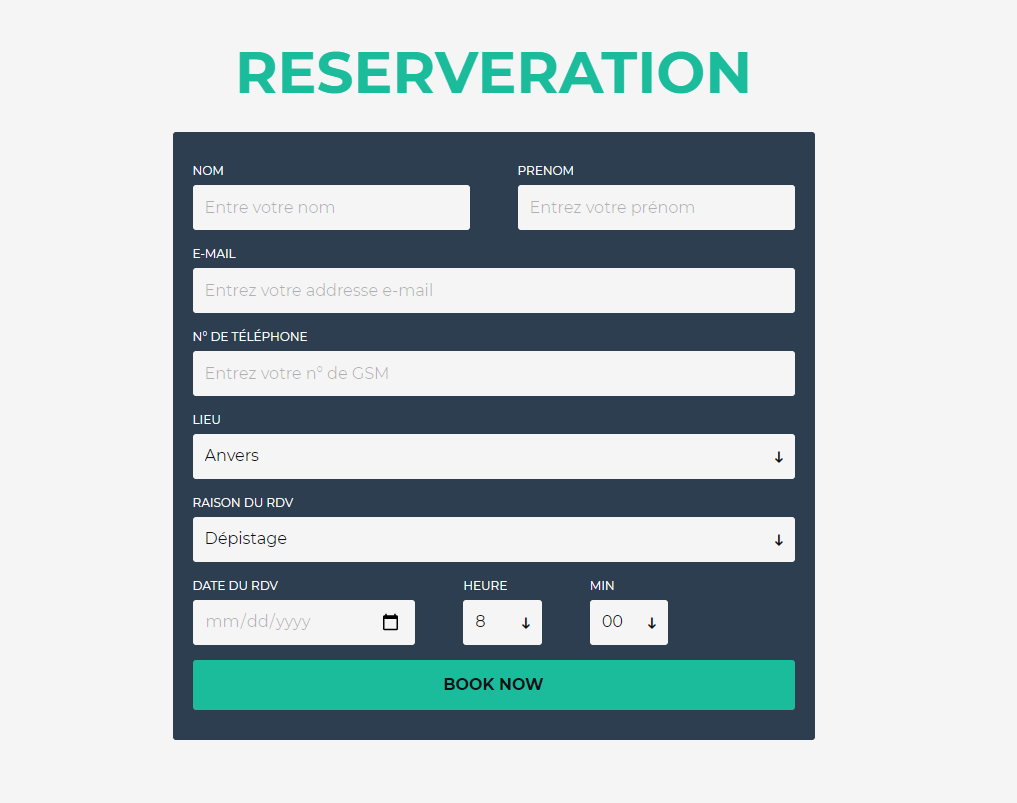 RESERVERATION
NOM PRENOM
Entre votre nom Entrez votre prénom
E-MAIL
Entrez votre addresse e-mail
N° DE TÉLÉPHONE
Entrez votre n° de GSM
LIEU
Anvers ↓
RAISON DU RDV
Dépistage ↓
DATE DU RDV HEURE MIN
mm/dd/yyyy 8 ↓ 00 ↓
BOOK NOW